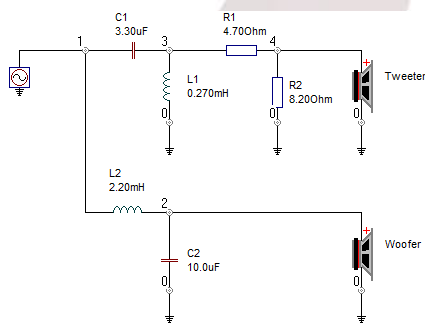 C1
3.30uF
R1
4.70Ohm
1
3
4
L1
0.270mH
R2
8.20Ohm
+
Tweeter
0
0
0
L2
2.20mH
2
C2
10.0uF
+
Woofer
0
0